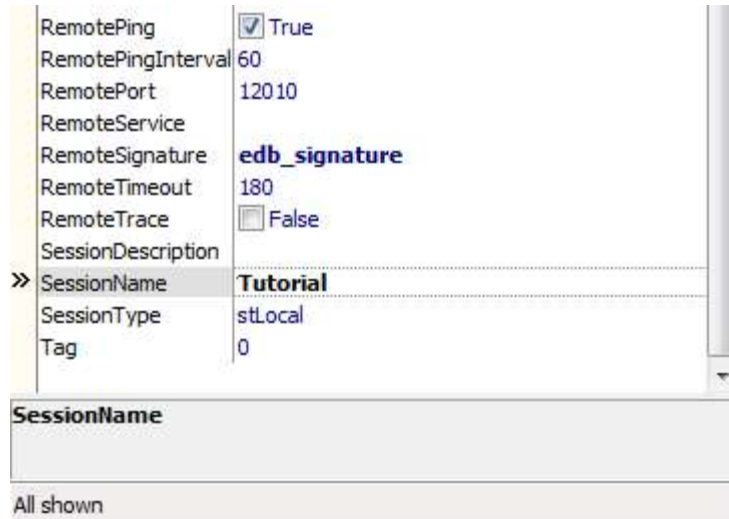 RemotePing True
RemotePingInterval 60
RemotePort 12010
RemoteService
RemoteSignature edb_signature
RemoteTimeout 180
RemoteTrace False
SessionDescription
» SessionName Tutorial
SessionType stLocal
Tag 0
SessionName
All shown